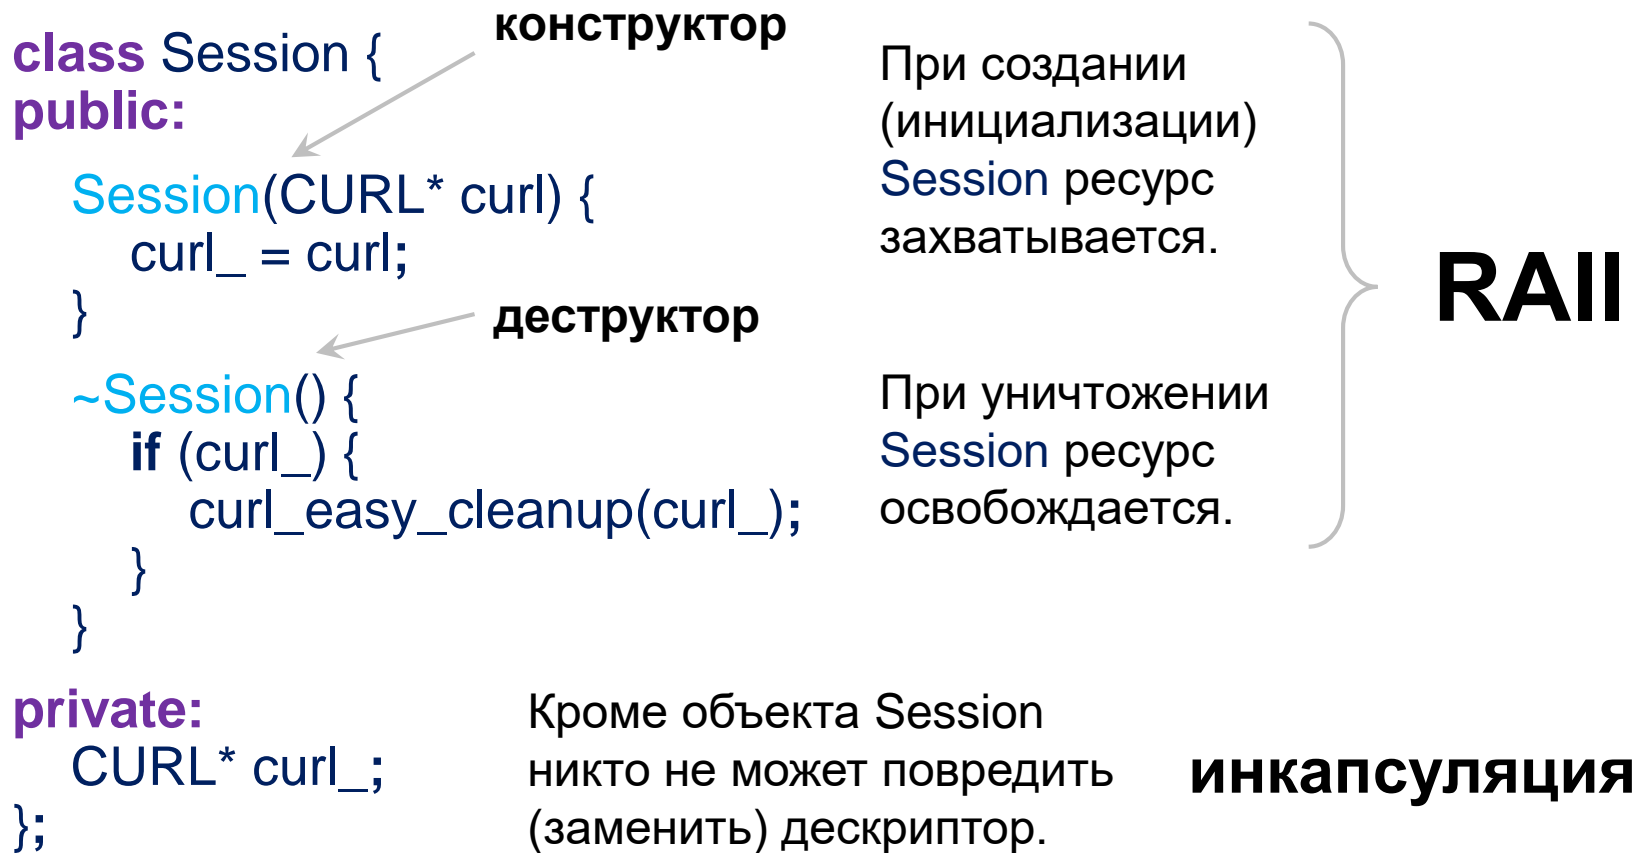 конструктор
class Session {
public:
Session(CURL* curl) {
curl_ = curl;
}
деструктор
~Session() {
if (curl_) {
curl_easy_cleanup(curl_);
}
}
private:
CURL* curl_;
};
При создании
(инициализации)
Session ресурс
захватывается.
При уничтожении
Session ресурс
освобождается.
RAII
Кроме объекта Session
никто не может повредить
(заменить) дескриптор.
инкапсуляция